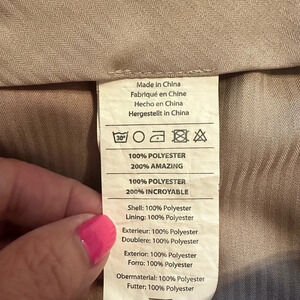 Made in China
Fabriqué en Chine
Hecho en China
Hergestellt in China
30°
100% POLYESTER
200% AMAZING
100% POLYESTER
200% INCROYABLE
Shell: 100% Polyester
Lining: 100% Polyester
Exterieur: 100% Polyester
Doublere: 100% Polyester
Exterior: 100% Polyester
Forro: 100% Polyester
Obermaterial: 100% Polyester
Futter: 100% Polyester